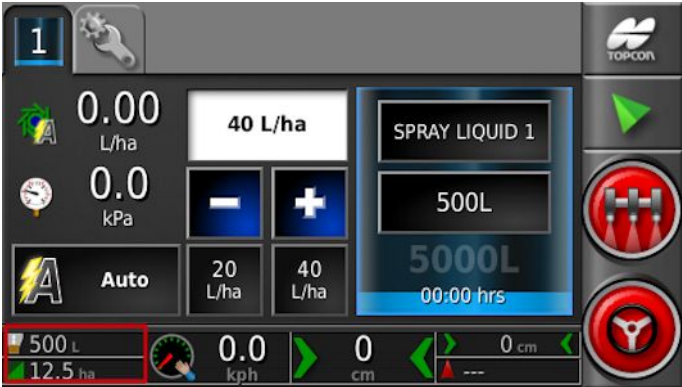 1
TOPCON
0.00
L/ha
40 L/ha
SPRAY LIQUID 1
0.0
kPa
500L
A Auto
20
L/ha
40
L/ha
5000L
00:00 hrs
500 L
12.5 ha
0.0
kph
0
cm
0 cm
---